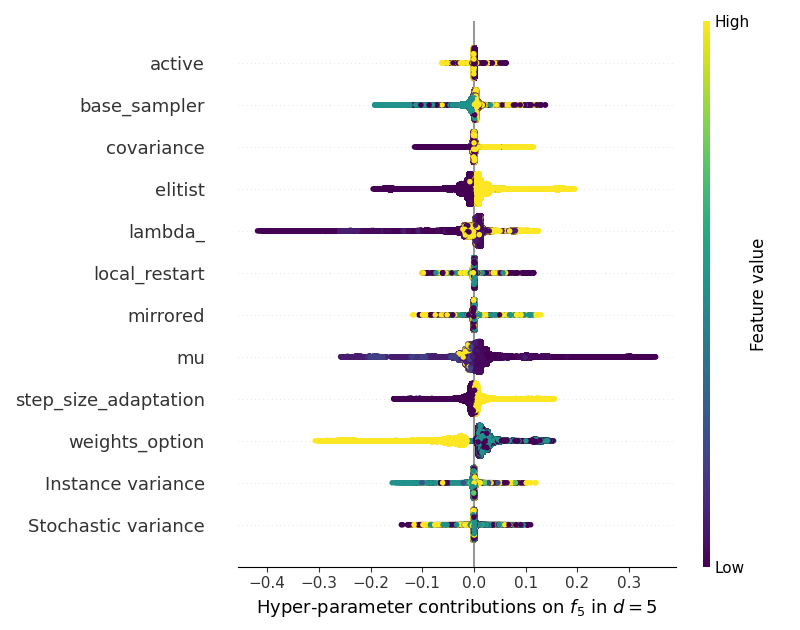 High
active
base_sampler
covariance
elitist
lambda_
local_restart
mirrored
mu
step_size_adaptation
weights_option
Instance variance
Stochastic variance
Feature value
Low
−0.4 −0.3 −0.2 −0.1 0.0 0.1 0.2 0.3
Hyper-parameter contributions on f₅ in d = 5